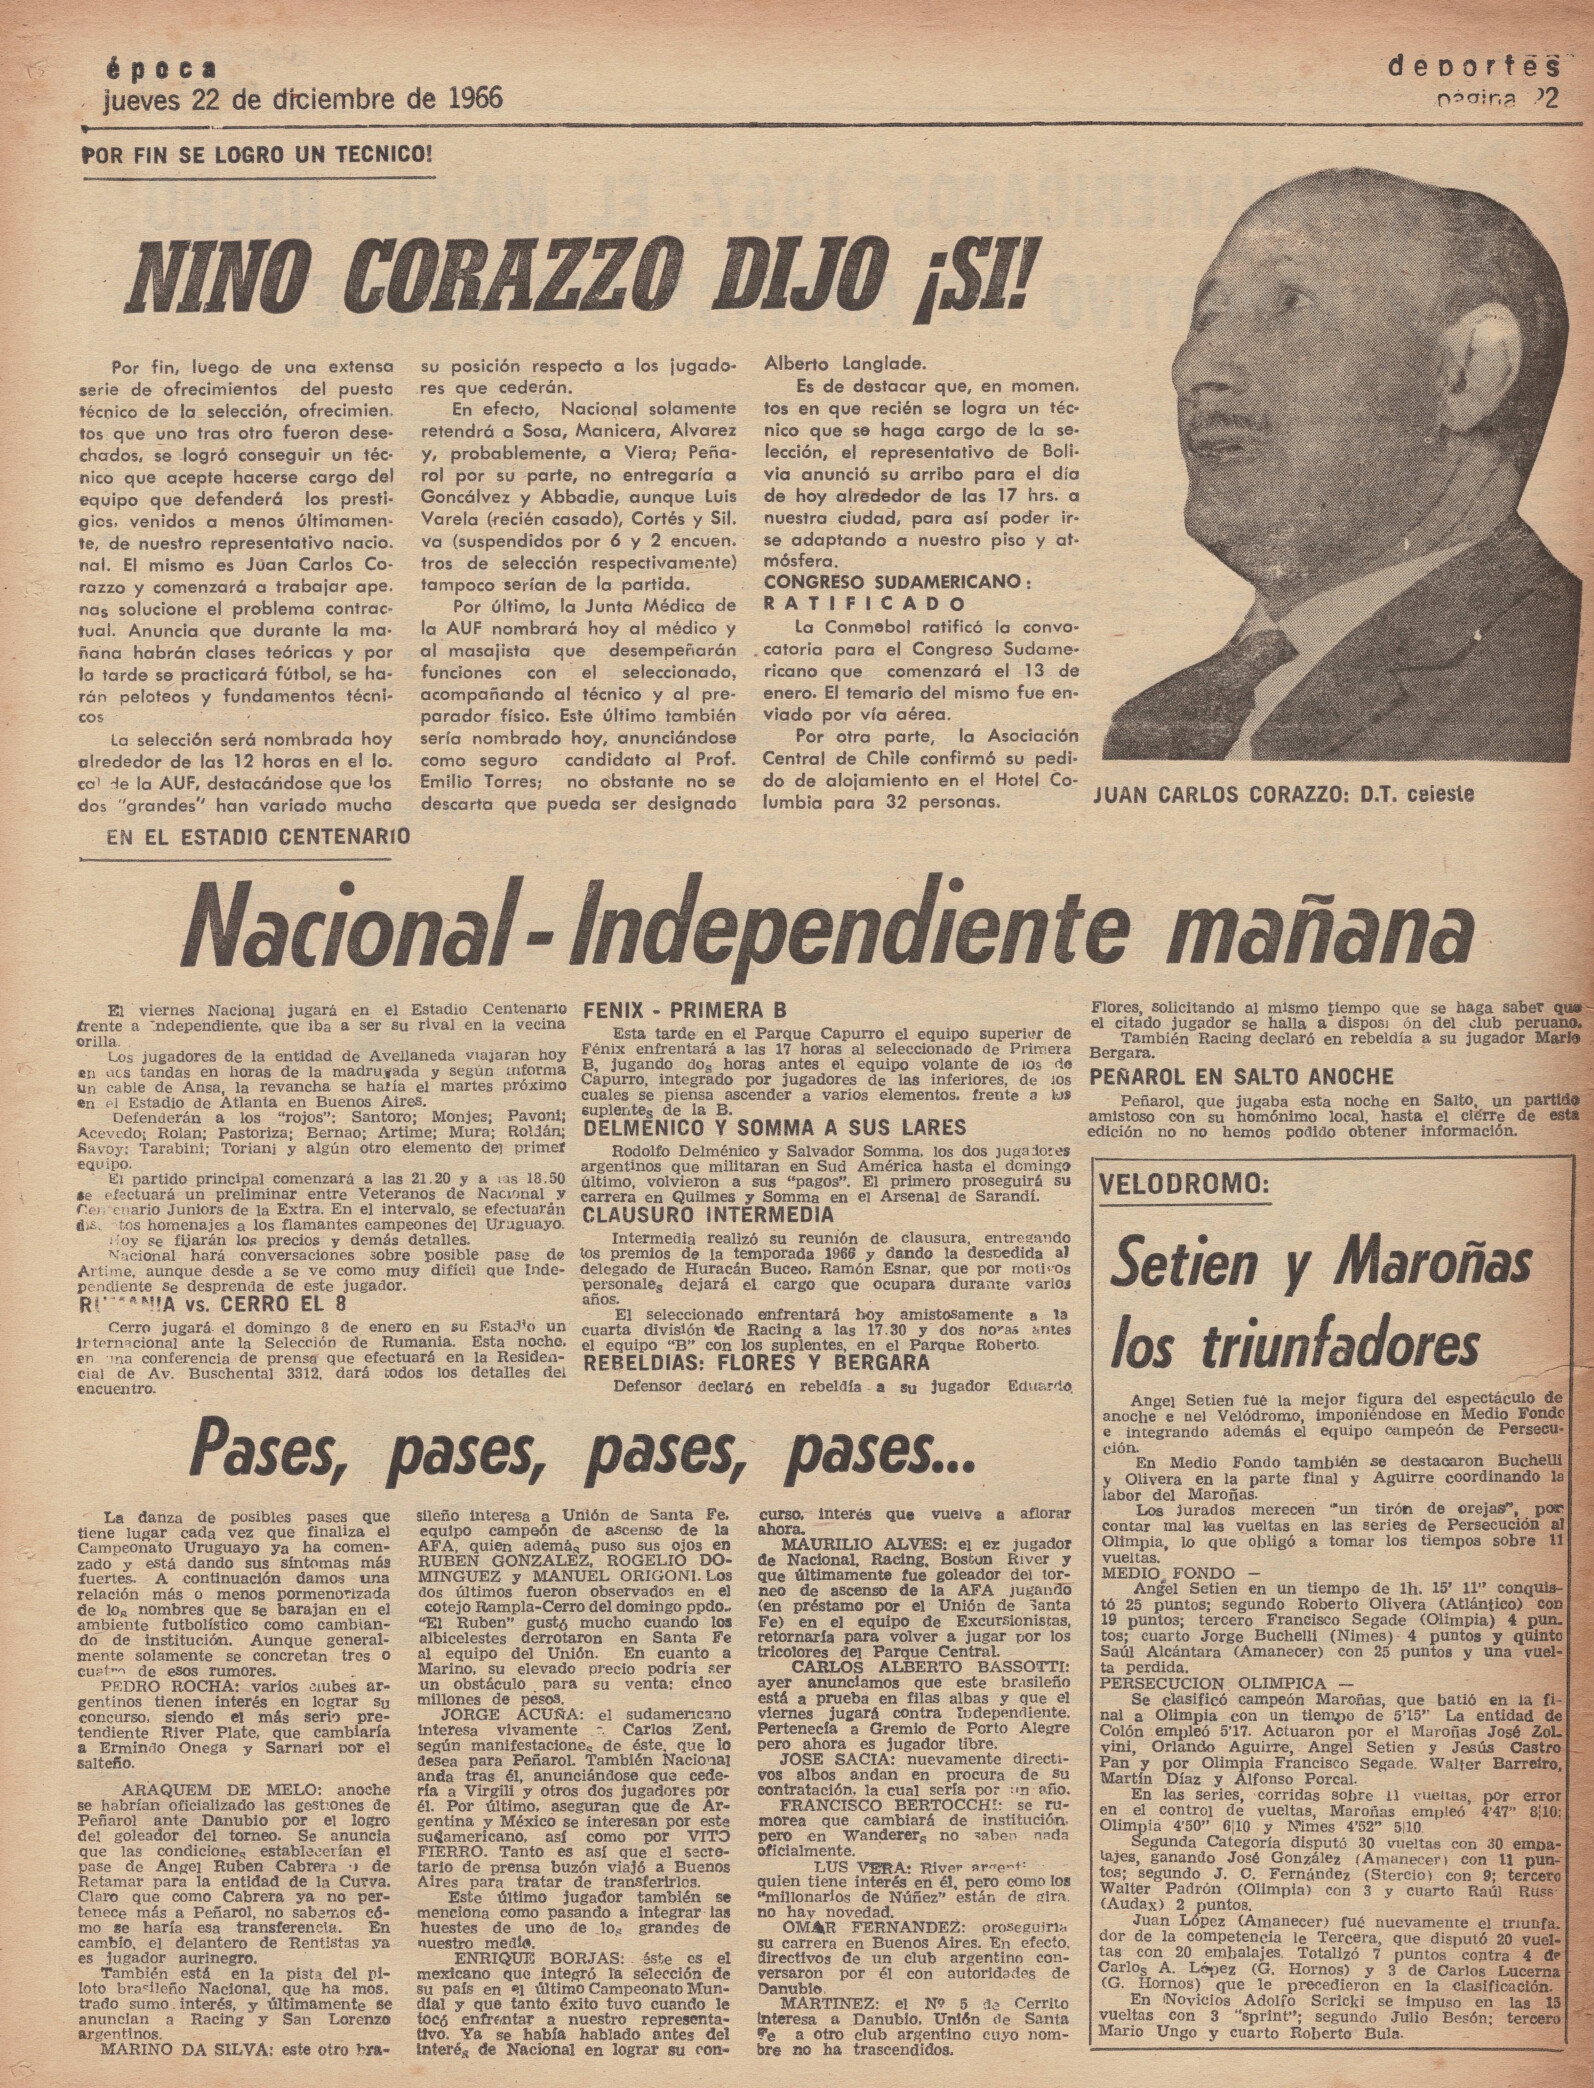 época
jueves 22 de diciembre de 1966
deportes
página 22
POR FIN SE LOGRO UN TECNICO!
NINO CORAZZO DIJO ¡SI!
Por fin, luego de una extensa
serie de ofrecimientos del puesto
técnico de la selección, ofrecimien.
tos que uno tras otro fueron dese-
chados, se logró conseguir un téc-
nico que acepte hacerse cargo del
equipo que defenderá los presti-
gios, venidos a menos últimamen-
te, de nuestro representativo nacio.
nal. El mismo es Juan Carlos Co-
razzo y comenzará a trabajar ape.
nas solucione el problema contrac-
tual. Anuncia que durante la ma-
ñana habrán clases teóricas y por
la tarde se practicará fútbol, se ha-
rán peloteos y fundamentos técni-
cos
La selección será nombrada hoy
alrededor de las 12 horas en el lo.
cal de la AUF, destacándose que los
dos "grandes" han variado mucho
su posición respecto a los jugado-
res que cederán.
En efecto, Nacional solamente
retendrá a Sosa, Manicera, Alvarez
y, probablemente, a Viera; Peña-
rol por su parte, no entregaría a
Goncálvez y Abbadie, aunque Luis
Varela (recién casado), Cortés y Sil.
va (suspendidos por 6 y 2 encuen.
tros de selección respectivamente)
tampoco serían de la partida.
Por último, la Junta Médica de
la AUF nombrará hoy al médico y
al masajista que desempeñarán
funciones con el seleccionado,
acompañando al técnico y al pre-
parador físico. Este último también
sería nombrado hoy, anunciándose
como seguro candidato al Prof.
Emilio Torres; no obstante no se
descarta que pueda ser designado
Alberto Langlade.
Es de destacar que, en momen.
tos en que recién se logra un téc-
nico que se haga cargo de la se-
lección, el representativo de Boli-
via anunció su arribo para el día
de hoy alrededor de las 17 hrs. a
nuestra ciudad, para así poder ir-
se adaptando a nuestro piso y at-
mósfera.
CONGRESO SUDAMERICANO:
RATIFICADO
La Conmebol ratificó la convo-
catoria para el Congreso Sudame-
ricano que comenzará el 13 de
enero. El temario del mismo fue en-
viado por vía aérea.
Por otra parte, la Asociación
Central de Chile confirmó su pedi-
do de alojamiento en el Hotel Co-
lumbia para 32 personas.
JUAN CARLOS CORAZZO: D.T. celeste
EN EL ESTADIO CENTENARIO
Nacional - Independiente mañana
El viernes Nacional jugará en el Estadio Centenario
frente a Independiente, que iba a ser su rival en la vecina
orilla.
Los jugadores de la entidad de Avellaneda viajarán hoy
en dos tandas en horas de la madrugada y según informa
un cable de Ansa, la revancha se haría el martes próximo
en el Estadio de Atlanta en Buenos Aires.
Defenderán a los "rojos": Santoro; Monjes; Pavoni;
Acevedo; Rolan; Pastoriza; Bernao; Artime; Mura; Roldán;
Savoy; Tarabini; Toriani y algún otro elemento del primer
equipo.
El partido principal comenzará a las 21.20 y a las 18.50
se efectuará un preliminar entre Veteranos de Nacional y
Centenario Juniors de la Extra. En el intervalo, se efectuarán
distintos homenajes a los flamantes campeones del Uruguayo.
Hoy se fijarán los precios y demás detalles.
Nacional hará conversaciones sobre posible pase de
Artime, aunque desde a se ve como muy difícil que Inde-
pendiente se desprenda de este jugador.
RUMANIA vs. CERRO EL 8
Cerro jugará el domingo 8 de enero en su Estadio un
internacional ante la Selección de Rumania. Esta noche,
en una conferencia de prensa que efectuará en la Residen-
cial de Av. Buschental 3312, dará todos los detalles del
encuentro.
FENIX - PRIMERA B
Esta tarde en el Parque Capurro el equipo superior de
Fénix enfrentará a las 17 horas al seleccionado de Primera
B, jugando dos horas antes el equipo volante de los de
Capurro, integrado por jugadores de las inferiores, de los
cuales se piensa ascender a varios elementos, frente a los
suplentes de la B.
DELMENICO Y SOMMA A SUS LARES
Rodolfo Delménico y Salvador Somma, los dos jugadores
argentinos que militaran en Sud América hasta el domingo
último, volvieron a sus "pagos". El primero proseguirá su
carrera en Quilmes y Somma en el Arsenal de Sarandí.
CLAUSURO INTERMEDIA
Intermedia realizó su reunión de clausura, entregando
los premios de la temporada 1966 y dando la despedida al
delegado de Huracán Buceo, Ramón Esnar, que por motivos
personales dejará el cargo que ocupara durante varios
años.
El seleccionado enfrentará hoy amistosamente a la
cuarta división de Racing a las 17.30 y dos horas antes
el equipo "B" con los suplentes, en el Parque Roberto.
REBELDIAS: FLORES Y BERGARA
Defensor declaró en rebeldía a su jugador Eduardo
Flores, solicitando al mismo tiempo que se haga saber que
el citado jugador se halla a disposi ón del club peruano.
También Racing declaró en rebeldía a su jugador Mario
Bergara.
PEÑAROL EN SALTO ANOCHE
Peñarol, que jugaba esta noche en Salto, un partido
amistoso con su homónimo local, hasta el cierre de esta
edición no no hemos podido obtener información.
Pases, pases, pases, pases...
La danza de posibles pases que
tiene lugar cada vez que finaliza el
Campeonato Uruguayo ya ha comen-
zado y está dando sus síntomas más
fuertes. A continuación damos una
relación más o menos pormenorizada
de los nombres que se barajan en el
ambiente futbolístico como cambian-
do de institución. Aunque general-
mente solamente se concretan tres o
cuatro de esos rumores.
PEDRO ROCHA: varios clubes ar-
gentinos tienen interés en lograr su
concurso, siendo el más serio pre-
tendiente River Plate, que cambiaría
a Ermindo Onega y Sarnari por el
salteño.
ARAQUEM DE MELO: anoche
se habrían oficializado las gestiones de
Peñarol ante Danubio por el logro
del goleador del torneo. Se anuncia
que las condiciones establecerían el
pase de Angel Ruben Cabrera o de
Retamar para la entidad de la Curva.
Claro que como Cabrera ya no per-
tenece más a Peñarol, no sabemos có-
mo se haría esa transferencia. En
cambio, el delantero de Rentistas ya
es jugador aurinegro.
También está en la pista del pi-
loto brasileño Nacional, que ha mos.
trado sumo interés, y últimamente se
anuncian a Racing y San Lorenzo
argentinos.
MARINO DA SILVA: este otro bra-
sileño interesa a Unión de Santa Fe,
equipo campeón de ascenso de la
AFA, quien además puso sus ojos en
RUBEN GONZALEZ, ROGELIO DO-
MINGUEZ y MANUEL ORIGONI. Los
dos últimos fueron observados en el
cotejo Rampla-Cerro del domingo ppdo..
"El Ruben" gustó mucho cuando los
albicelestes derrotaron en Santa Fe
al equipo del Unión. En cuanto a
Marino, su elevado precio podría ser
un obstáculo para su venta: cinco
millones de pesos.
JORGE ACUÑA: el sudamericano
interesa vivamente a Carlos Zeni,
según manifestaciones de éste, que lo
desea para Peñarol. También Nacional
anda tras él, anunciándose que cede-
ría a Virgili y otros dos jugadores por
él. Por último, aseguran que de Ar-
gentina y México se interesan por este
sudamericano, así como por VITO
FIERRO. Tanto es así que el secre-
tario de prensa buzón viajó a Buenos
Aires para tratar de transferirlos.
Este último jugador también se
menciona como pasando a integrar las
huestes de uno de los grandes de
nuestro medio.
ENRIQUE BORJAS: éste es el
mexicano que integró la selección de
su país en el último Campeonato Mun-
dial y que tanto éxito tuvo cuando le
tocó enfrentar a nuestro representa-
tivo. Ya se había hablado antes del
interés de Nacional en lograr su con-
curso, interés que vuelve a aflorar
ahora.
MAURILIO ALVES: el ex jugador
de Nacional, Racing, Boston River y
que últimamente fue goleador del tor-
neo de ascenso de la AFA jugando
(en préstamo por el Unión de Santa
Fe) en el equipo de Excursionistas,
retornaría para volver a jugar por los
tricolores del Parque Central.
CARLOS ALBERTO BASSOTTI:
ayer anunciamos que este brasileño
está a prueba en filas albas y que el
viernes jugará contra Independiente.
Pertenecía a Gremio de Porto Alegre
pero ahora es jugador libre.
JOSE SACIA: nuevamente directi-
vos albos andan en procura de su
contratación, la cual sería por un año.
FRANCISCO BERTOCCHI: se ru-
morea que cambiará de institución,
pero en Wanderers no saben nada
oficialmente.
LUS VERA: River
quien tiene interés en él, pero como los
"millonarios de Núñez" están de gira,
no hay novedad.
OMAR FERNANDEZ: proseguiría
su carrera en Buenos Aires. En efecto,
directivos de un club argentino con-
versaron por él con autoridades de
Danubio.
MARTINEZ: el Nº 5 de Cerrito
interesa a Danubio, Unión de Santa
Fe a otro club argentino cuyo nom-
bre no ha trascendidos.
VELODROMO:
Setien y Maroñas
los triunfadores
Angel Setien fué la mejor figura del espectáculo de
anoche e nel Velódromo, imponiéndose en Medio Fondo
e integrando además el equipo campeón de Persecu-
ción.
En Medio Fondo también se destacaron Buchelli
y Olivera en la parte final y Aguirre coordinando la
labor del Maroñas.
Los jurados merecen "un tirón de orejas", por
contar mal las vueltas en las series de Persecución al
Olimpia, lo que obligó a tomar los tiempos sobre 11
vueltas.
MEDIO FONDO —
Angel Setien en un tiempo de 1h. 15' 11" conquis-
tó 25 puntos; segundo Roberto Olivera (Atlántico) con
19 puntos; tercero Francisco Segade (Olimpia) 4 pun.
tos; cuarto Jorge Buchelli (Nimes) 4 puntos y quinto
Saúl Alcántara (Amanecer) con 25 puntos y una vuel-
ta perdida.
PERSECUCION OLIMPICA —
Se clasificó campeón Maroñas, que batió en la fi-
nal a Olimpia con un tiempo de 5'15" La entidad de
Colón empleó 5'17. Actuaron por el Maroñas José Zol-
vini, Orlando Aguirre, Angel Setien y Jesús Castro
Pan y por Olimpia Francisco Segade. Walter Barreiro,
Martín Díaz y Alfonso Porcal.
En las series, corridas sobre 11 vueltas, por error
en el control de vueltas, Maroñas empleó 4'47" 8|10;
Olimpia 4'50" 6|10 y Nimes 4'52" 5|10.
Segunda Categoría disputó 30 vueltas con 30 emba-
lajes, ganando José González (Amanecer) con 11 pun-
tos; segundo J. C. Fernández (Stercio) con 9; tercero
Walter Padrón (Olimpia) con 3 y cuarto Raúl Russ
(Audax) 2 puntos.
Juan López (Amanecer) fué nuevamente el triunfa.
dor de la competencia le Tercera, que disputó 20 vuel-
tas con 20 embalajes. Totalizó 7 puntos contra 4 de
Carlos A. López (G. Hornos) y 3 de Carlos Lucerna
(G. Hornos) que le precedieron en la clasificación.
En Novicios Adolfo Scricki se impuso en las 15
vueltas con 3 "sprint"; segundo Julio Besón; tercero
Mario Ungo y cuarto Roberto Bula.